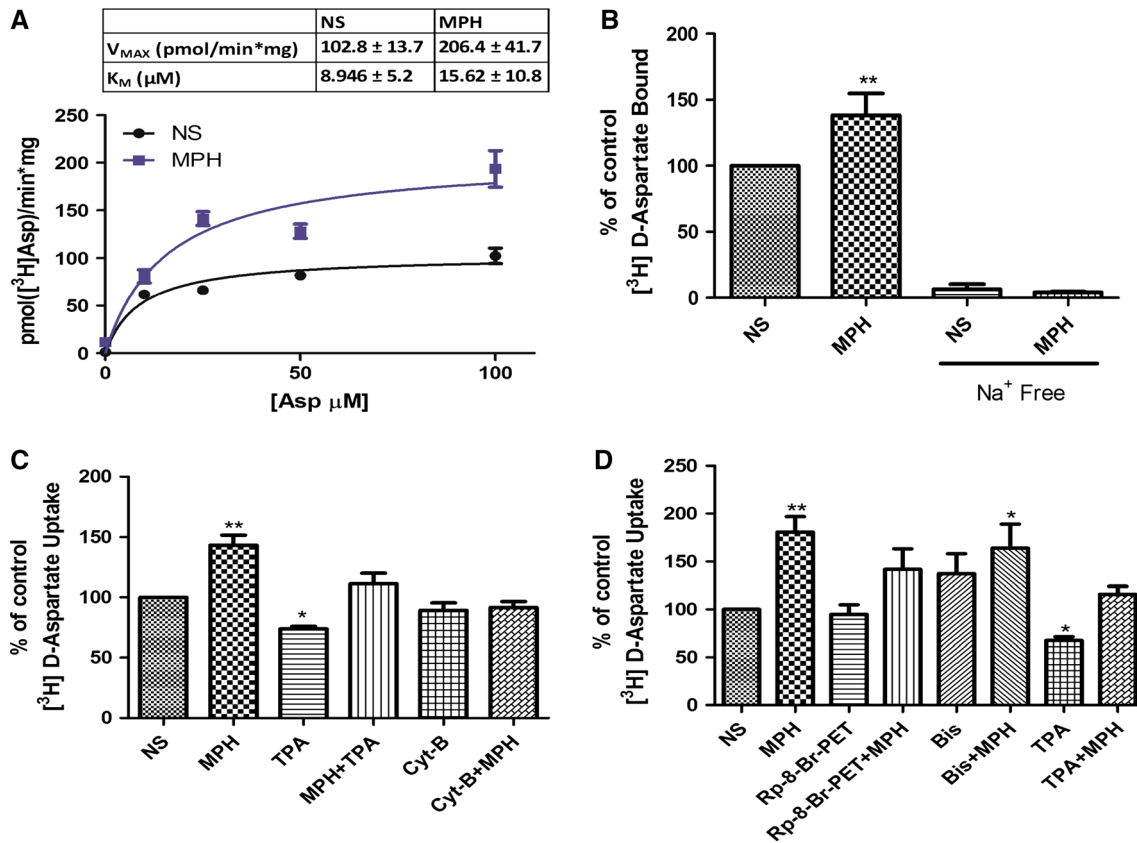 A
NS MPH
VMAX (pmol/min*mg) 102.8 ± 13.7 206.4 ± 41.7
KM (µM) 8.946 ± 5.2 15.62 ± 10.8
pmol([³H]Asp)/min*mg
250
200
150
100
50
0
NS
MPH
0 50 100
[Asp µM]
B
% of control
[³H] D-Aspartate Bound
200
150
100
50
0
**
NS MPH NS MPH
Na⁺ Free
C
% of control
[³H] D-Aspartate Uptake
200
150
100
50
0
**
*
NS MPH TPA MPH+TPA Cyt-B Cyt-B+MPH
D
% of control
[³H] D-Aspartate Uptake
250
200
150
100
50
0
**
*
*
NS MPH Rp-8-Br-PET Rp-8-Br-PET+MPH Bis Bis+MPH TPA TPA+MPH